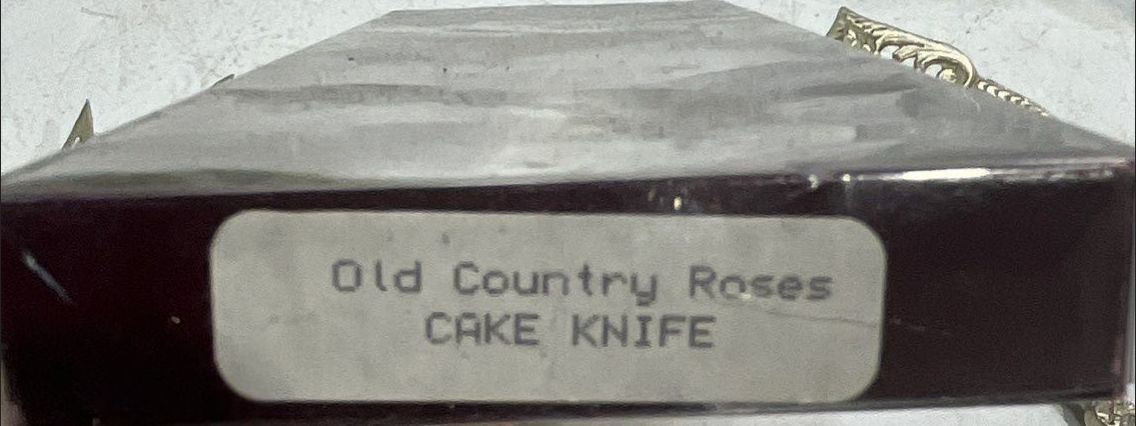 Old Country Roses
CAKE KNIFE